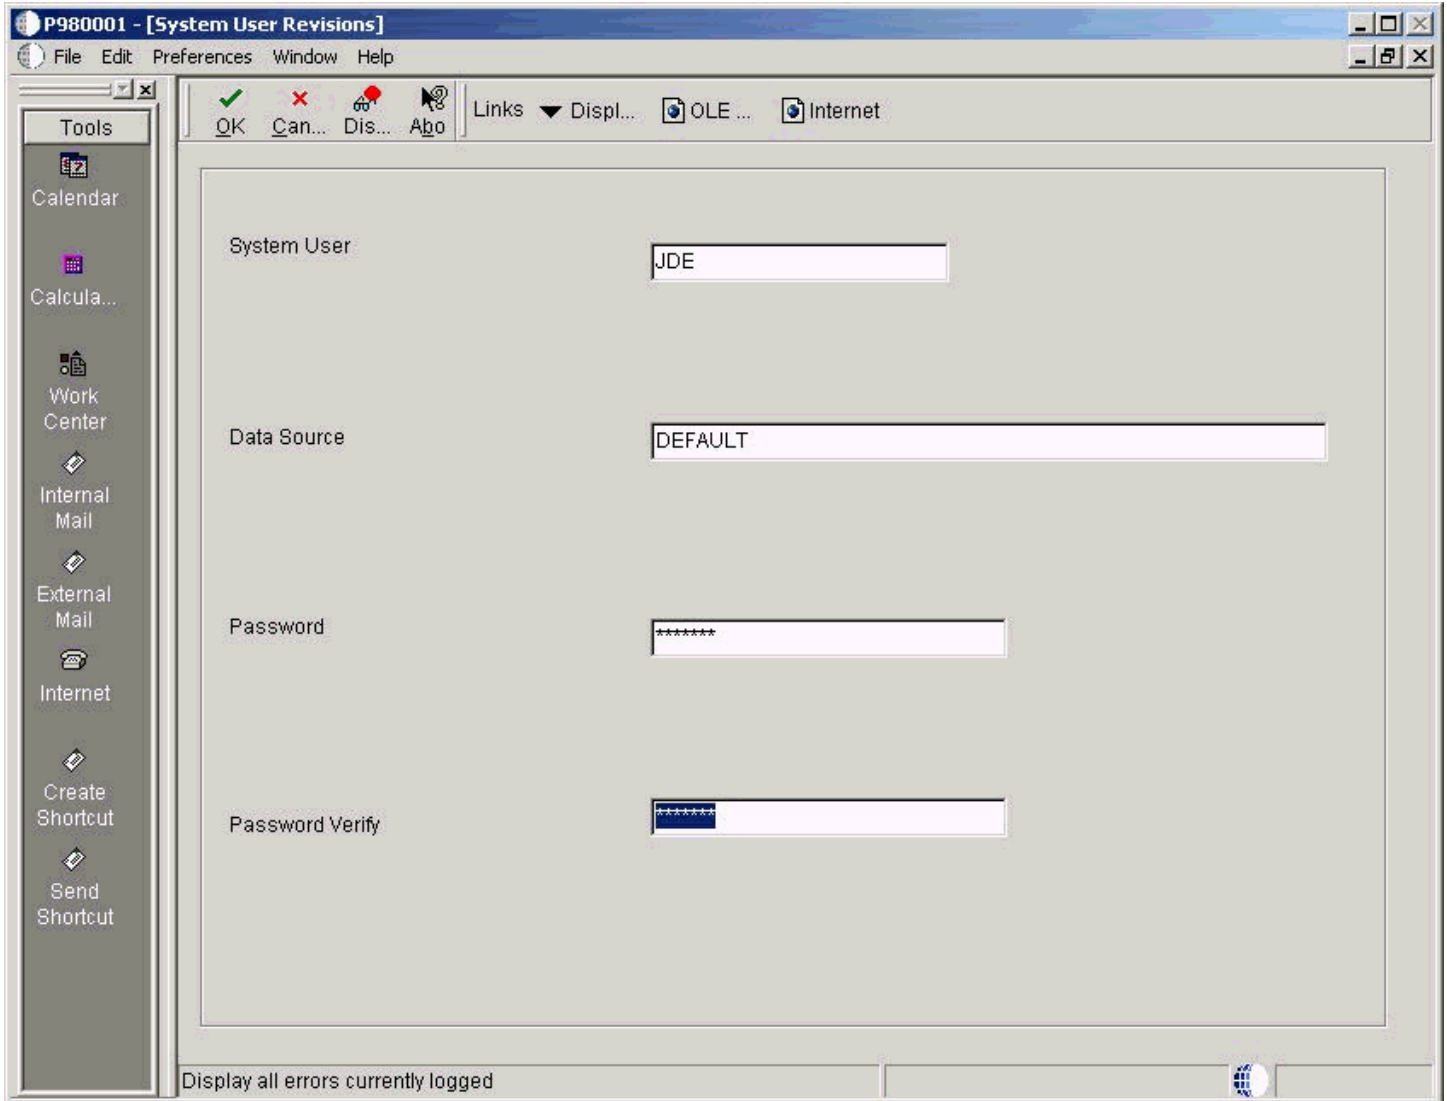 P980001 - [System User Revisions]
File Edit Preferences Window Help
Tools
OK Can... Dis... Abo Links Displ... OLE ... Internet
Calendar
Calcula...
Work
Center
Internal
Mail
External
Mail
Internet
Create
Shortcut
Send
Shortcut
System User
JDE
Data Source
DEFAULT
Password
*******
Password Verify
*******
Display all errors currently logged